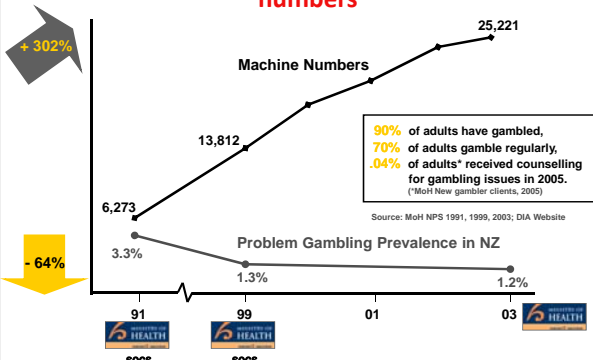 numbers
25,221
+ 302%
Machine Numbers
13,812
90% of adults have gambled,
70% of adults gamble regularly,
.04% of adults* received counselling
for gambling issues in 2005.
(*MoH New gambler clients, 2005)
6,273
Source: MoH NPS 1991, 1999, 2003; DIA Website
Problem Gambling Prevalence in NZ
3.3%
- 64%
1.3%
1.2%
91
99
01
03
MINISTRY OF
HEALTH
MINISTRY OF
HEALTH
MINISTRY OF
HEALTH